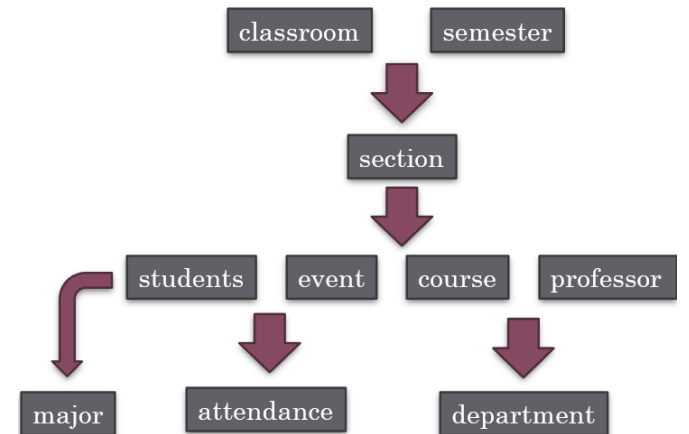 classroom semester
section
students event course professor
major attendance department